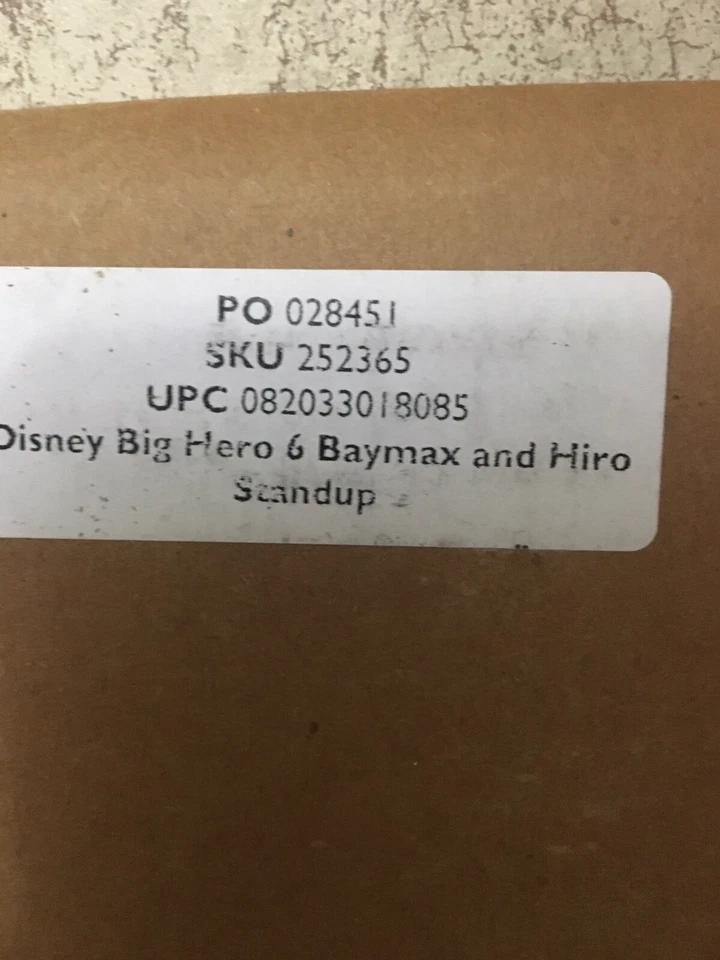 PO 028451
SKU 252365
UPC 082033018085
Disney Big Hero 6 Baymax and Hiro
Standup